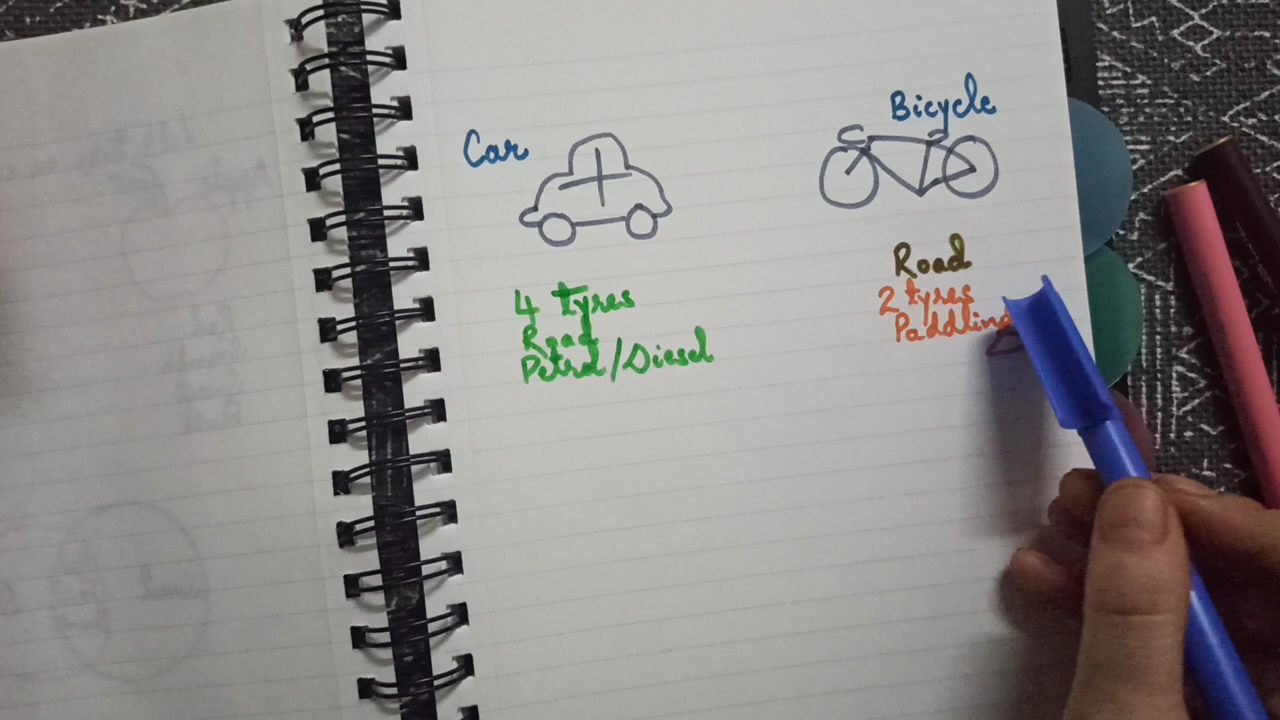 Car
4 tyres
Road
Petrol/Diesel
Bicycle
Road
2 tyres
Paddling